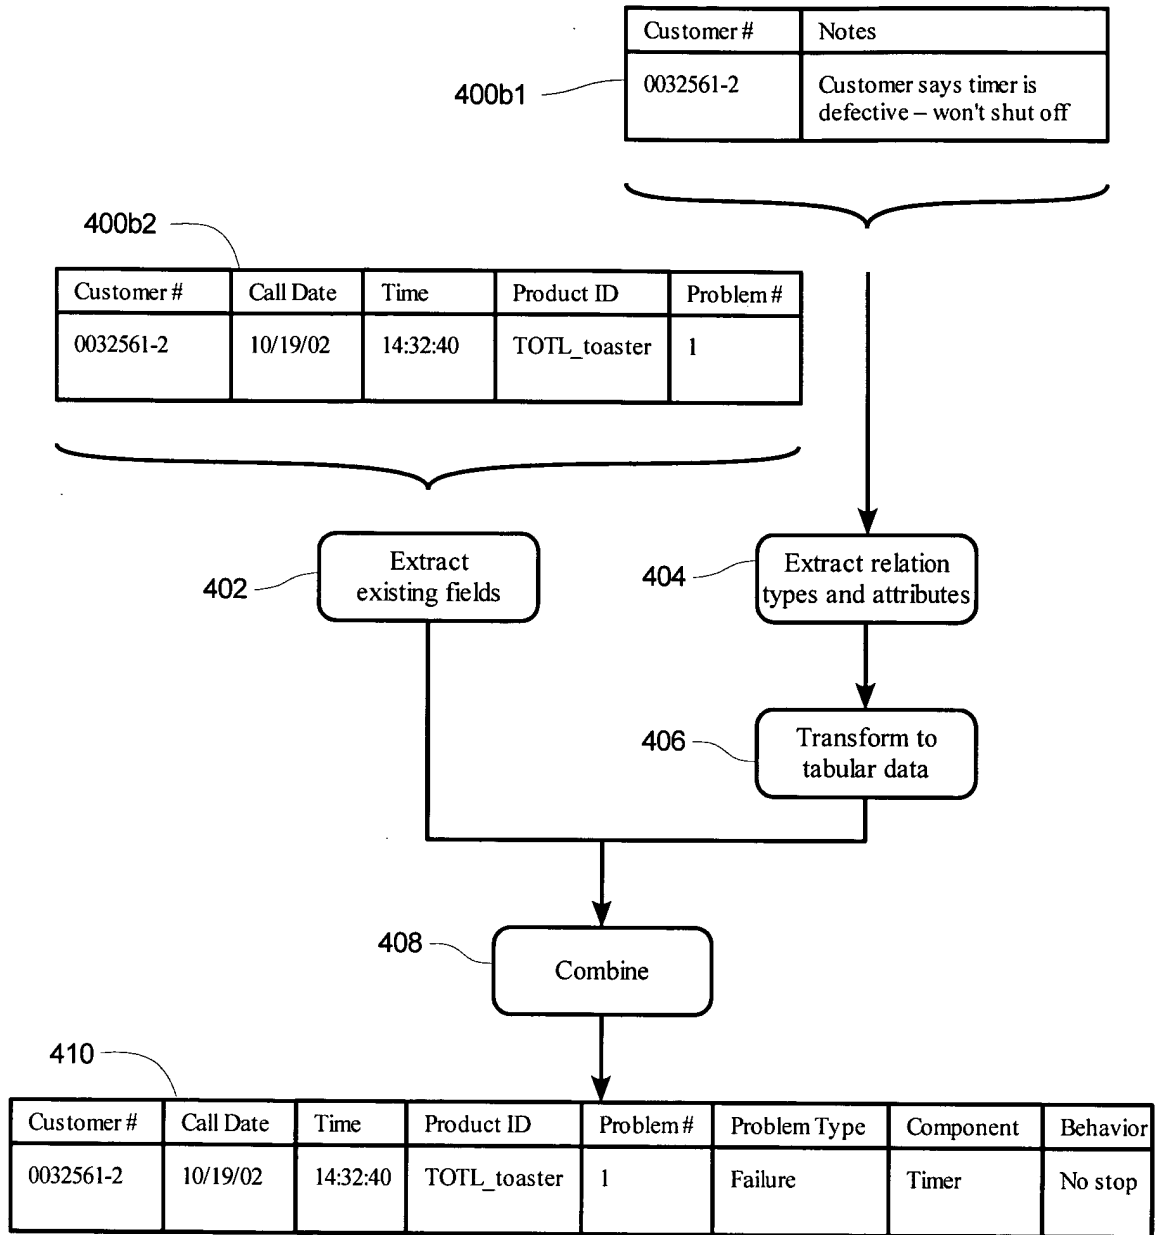 Customer # Notes
400b1
0032561-2 Customer says timer is
defective – won't shut off
400b2
Customer # Call Date Time Product ID Problem #
0032561-2 10/19/02 14:32:40 TOTL_toaster 1
402
Extract
existing fields
404
Extract relation
types and attributes
406
Transform to
tabular data
408
Combine
410
Customer # Call Date Time Product ID Problem # Problem Type Component Behavior
0032561-2 10/19/02 14:32:40 TOTL_toaster 1 Failure Timer No stop